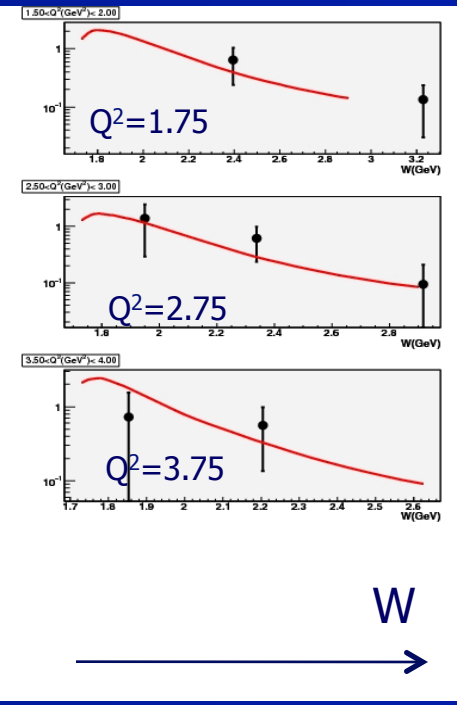 1.50<Q²(GeV²)< 2.00
1
10⁻¹
Q²=1.75
1.8 2 2.2 2.4 2.6 2.8 3 3.2
W(GeV)
2.50<Q²(GeV²)< 3.00
1
10⁻¹
Q²=2.75
1.8 2 2.2 2.4 2.6 2.8
W(GeV)
3.50<Q²(GeV²)< 4.00
1
Q²=3.75
10⁻¹
1.7 1.8 1.9 2 2.1 2.2 2.3 2.4 2.5 2.6
W(GeV)
W